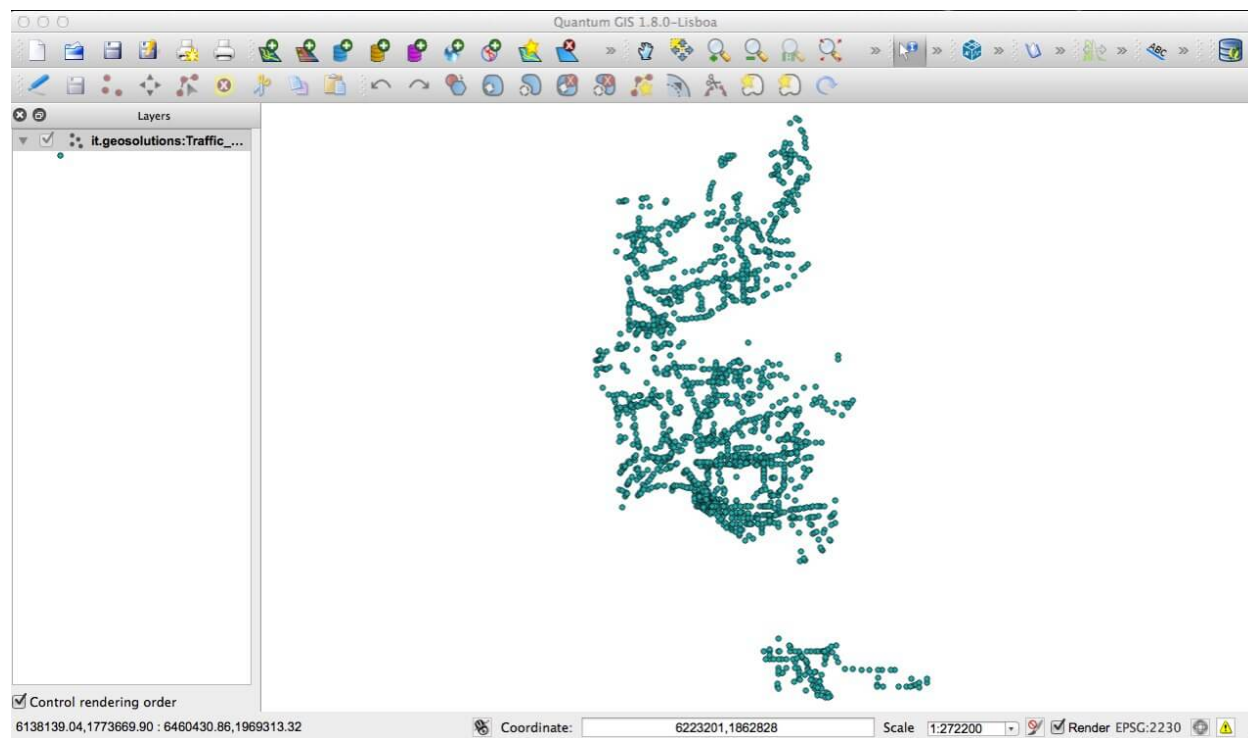 Quantum GIS 1.8.0-Lisboa
ABC
Layers
it.geosolutions:Traffic_...
Control rendering order
6138139.04,1773669.90 : 6460430.86,1969313.32
Coordinate: 6223201,1862828
Scale 1:272200
Render EPSG:2230